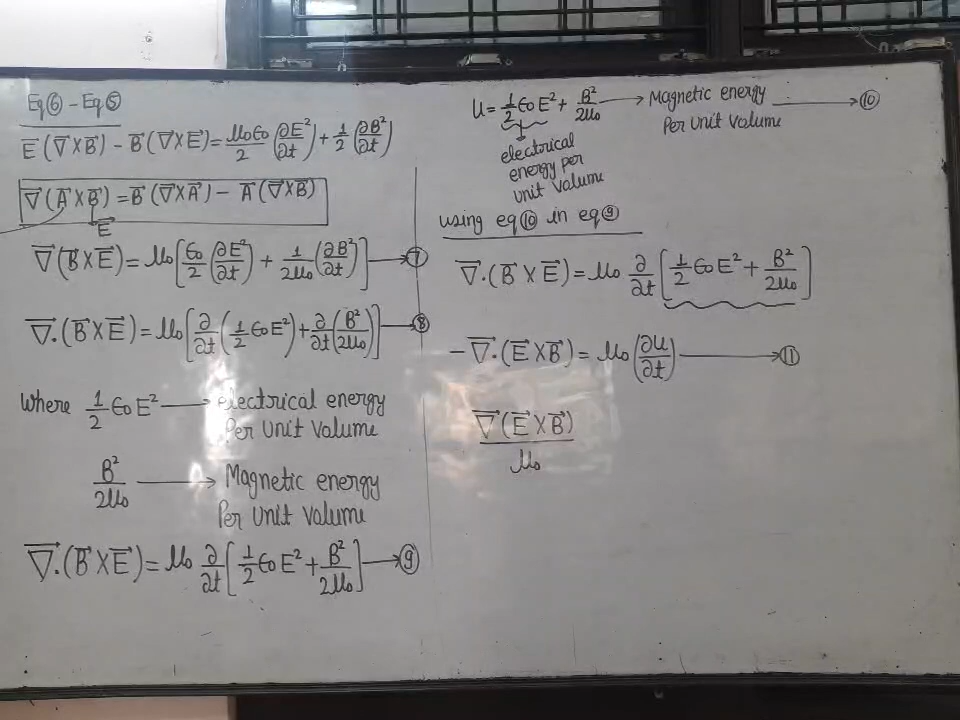 Eq⑥ - Eq⑤
E⃗(∇×B⃗) - B⃗(∇×E⃗) = μ₀ϵ₀/2 (∂E²/∂t) + 1/2 (∂B²/∂t)
∇⃗(A⃗×B⃗) = B⃗(∇×A⃗) - A⃗(∇×B⃗)
E⃗
∇⃗(B⃗×E⃗) = μ₀[ϵ₀/2 (∂E²/∂t) + 1/2μ₀ (∂B²/∂t)] → ⑦
∇⃗.(B⃗×E⃗) = μ₀[∂/∂t (1/2 ϵ₀E²) + ∂/∂t (B²/2μ₀)] → ⑧
Where 1/2 ϵ₀E² → electrical energy
Per Unit Volume
B²/2μ₀ → Magnetic energy
Per Unit Volume
∇⃗.(B⃗×E⃗) = μ₀ ∂/∂t [1/2 ϵ₀E² + B²/2μ₀] → ⑨
U = 1/2 ϵ₀E² + B²/2μ₀ → Magnetic energy → ⑩
Per Unit Volume
electrical
energy per
unit Volume
using eq⑩ in eq⑨
∇⃗.(B⃗×E⃗) = μ₀ ∂/∂t [1/2 ϵ₀E² + B²/2μ₀]
-∇⃗.(E⃗×B⃗) = μ₀(∂U/∂t) → ⑪
∇⃗(E⃗×B⃗)/μ₀